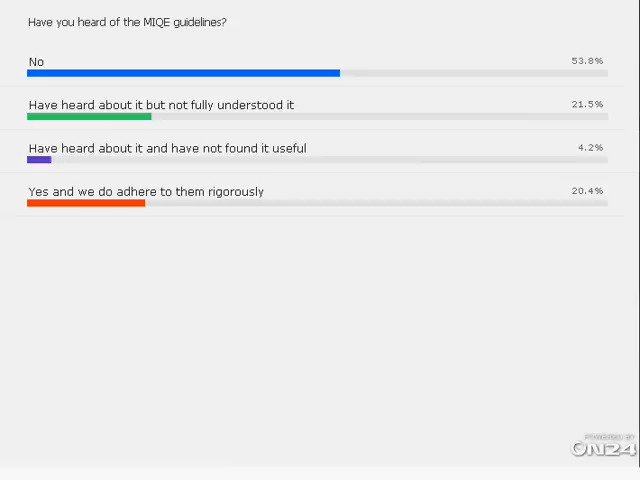 Have you heard of the MIQE guidelines?
No
53.8%
Have heard about it but not fully understood it
21.5%
Have heard about it and have not found it useful
4.2%
Yes and we do adhere to them rigorously
20.4%
POWERED BY
ON24